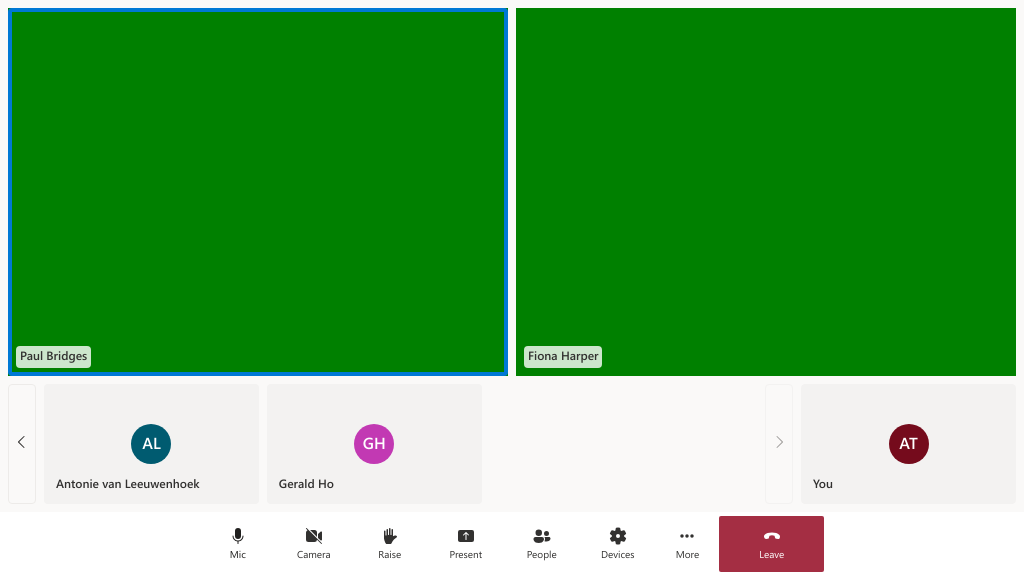 Paul Bridges
Fiona Harper
AL
Antonie van Leeuwenhoek
GH
Gerald Ho
AT
You
Mic
Camera
Raise
Present
People
Devices
More
Leave